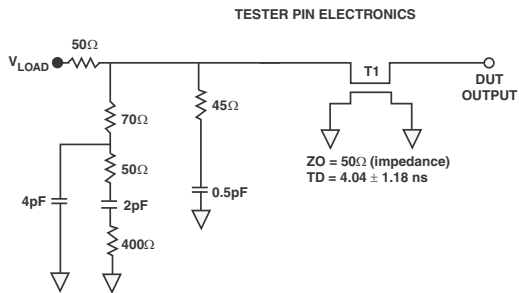 TESTER PIN ELECTRONICS
50Ω
VLOAD
T1
DUT
OUTPUT
70Ω
45Ω
50Ω
ZO = 50Ω (impedance)
TD = 4.04 ± 1.18 ns
4pF
2pF
0.5pF
400Ω